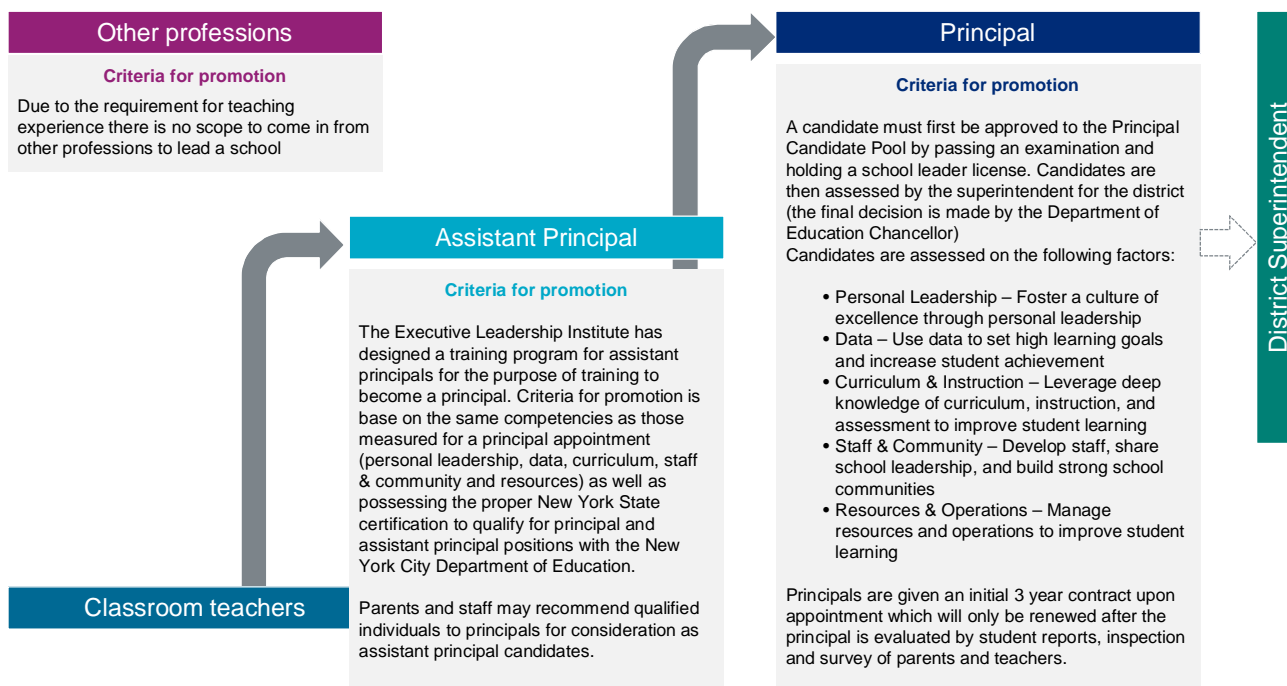 Other professions
Criteria for promotion
Due to the requirement for teaching
experience there is no scope to come in from
other professions to lead a school
Classroom teachers
Assistant Principal
Criteria for promotion
The Executive Leadership Institute has
designed a training program for assistant
principals for the purpose of training to
become a principal. Criteria for promotion is
base on the same competencies as those
measured for a principal appointment
(personal leadership, data, curriculum, staff
& community and resources) as well as
possessing the proper New York State
certification to qualify for principal and
assistant principal positions with the New
York City Department of Education.
Parents and staff may recommend qualified
individuals to principals for consideration as
assistant principal candidates.
Principal
Criteria for promotion
A candidate must first be approved to the Principal
Candidate Pool by passing an examination and
holding a school leader license. Candidates are
then assessed by the superintendent for the district
(the final decision is made by the Department of
Education Chancellor)
Candidates are assessed on the following factors:
• Personal Leadership – Foster a culture of
excellence through personal leadership
• Data – Use data to set high learning goals
and increase student achievement
• Curriculum & Instruction – Leverage deep
knowledge of curriculum, instruction, and
assessment to improve student learning
• Staff & Community – Develop staff, share
school leadership, and build strong school
communities
• Resources & Operations – Manage
resources and operations to improve student
learning
Principals are given an initial 3 year contract upon
appointment which will only be renewed after the
principal is evaluated by student reports, inspection
and survey of parents and teachers.
District Superintendent